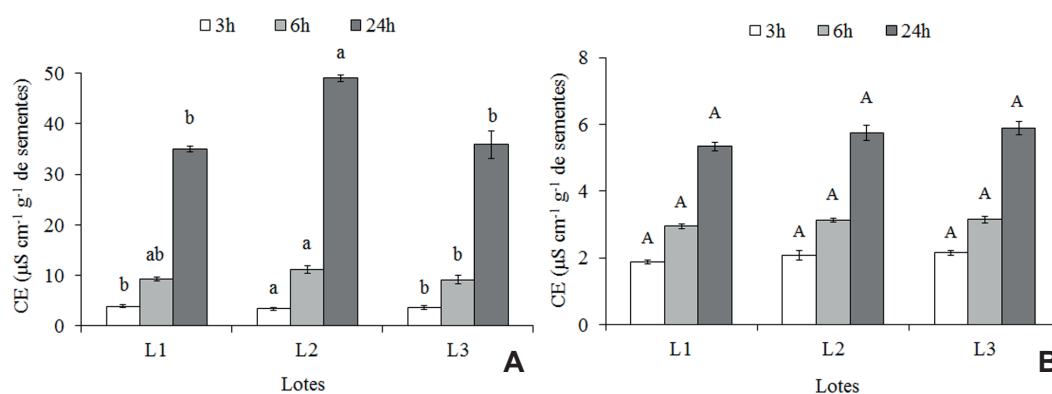 3h 6h 24h
CE (µS cm-1 g-1 de sementes)
50
40
30
20
10
0
b
ab
b
a
a
a
b
b
b
L1 L2 L3
Lotes
A
3h 6h 24h
CE (µS cm-1 g-1 de sementes)
8
6
4
2
0
A
A
A
A
A
A
A
A
A
L1 L2 L3
Lotes
B